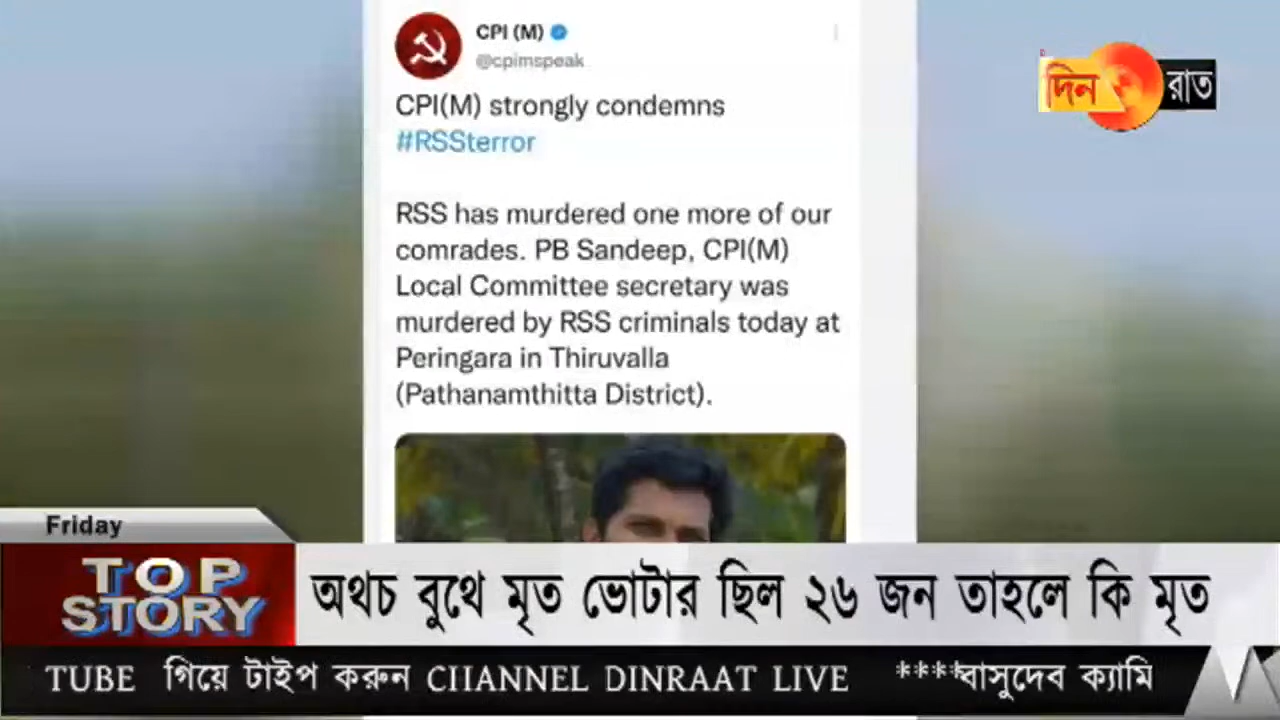 CPI (M)
@cpimspeak
CPI(M) strongly condemns
#RSSterror
RSS has murdered one more of our
comrades. PB Sandeep, CPI(M)
Local Committee secretary was
murdered by RSS criminals today at
Peringara in Thiruvalla
(Pathanamthitta District).
দিন রাত
Friday
TOP
STORY
অথচ বুথে মৃত ভোটার ছিল ২৬ জন তাহলে কি মৃত
TUBE গিয়ে টাইপ করুন CHANNEL DINRAAT LIVE ****বাসুদেব ক্যামি